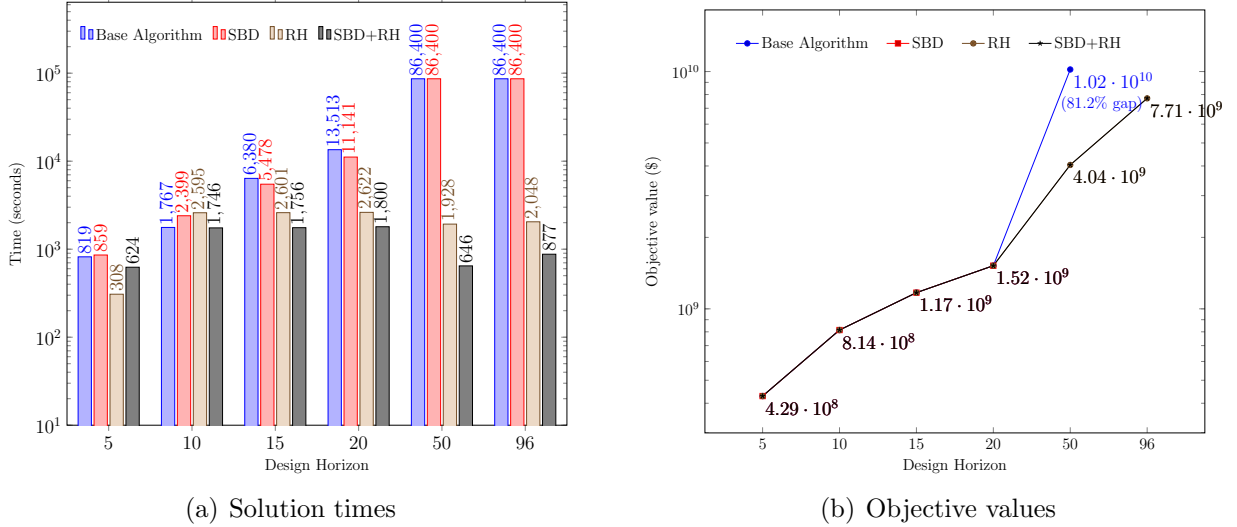 Base Algorithm SBD RH SBD+RH
Time (seconds)
10^5
10^4
10^3
10^2
10^1
819 859 308 624
1,767 2,399 2,595 1,746
6,380 5,478 2,601 1,756
13,513 11,141 2,622 1,800
86,400 86,400 1,928 646
86,400 86,400 2,048 877
5 10 15 20 50 96
Design Horizon
(a) Solution times
Base Algorithm SBD RH SBD+RH
Objective value ($)
10^10
10^9
4.29 · 10^8
8.14 · 10^8
1.17 · 10^9
1.52 · 10^9
1.02 · 10^10
(81.2% gap)
4.04 · 10^9
7.71 · 10^9
5 10 15 20 50 96
Design Horizon
(b) Objective values